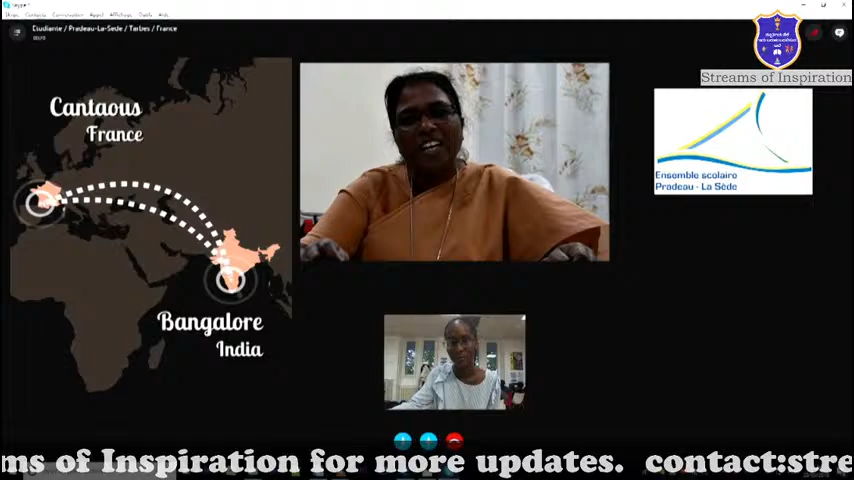 Etudiante / Pradeau-La-Sede / Tarbes / France
Streams of Inspiration
Cantaous
France
Ensemble scolaire
Pradeau - La Sède
Bangalore
India
ms of Inspiration for more updates. contact:stre